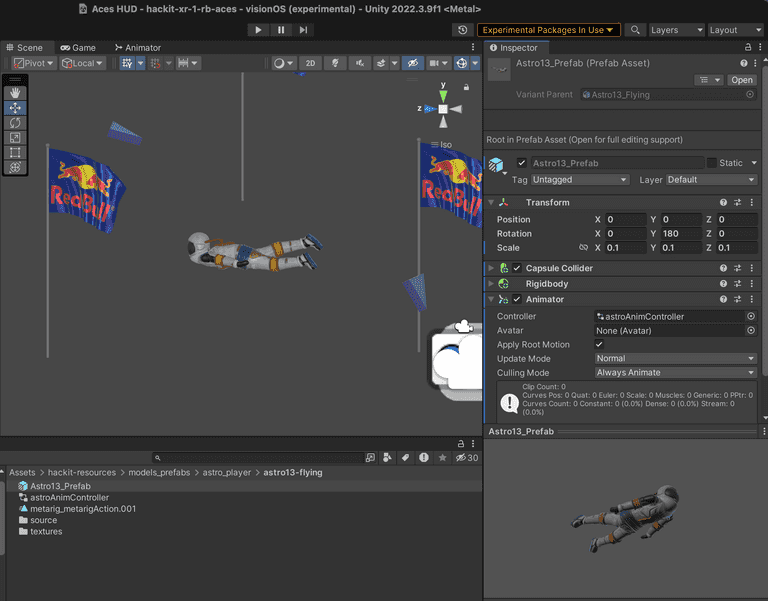 Aces HUD - hackit-xr-1-rb-aces - visionOS (experimental) - Unity 2022.3.9f1 <Metal>
Experimental Packages In Use
Layers
Layout
Scene
Game
Animator
Inspector
Pivot
Local
2D
y
z
Iso
Red Bull
Red Bull
Astro13_Prefab (Prefab Asset)
Open
Variant Parent
Astro13_Flying
Root in Prefab Asset (Open for full editing support)
Astro13_Prefab
Static
Tag Untagged
Layer Default
Transform
Position X 0 Y 0 Z 0
Rotation X 0 Y 180 Z 0
Scale X 0.1 Y 0.1 Z 0.1
Capsule Collider
Rigidbody
Animator
Controller astroAnimController
Avatar None (Avatar)
Apply Root Motion
Update Mode Normal
Culling Mode Always Animate
Clip Count: 0
Curves Pos: 0 Quat: 0 Euler: 0 Scale: 0 Muscles: 0 Generic: 0 PPtr: 0
Curves Count: 0 Constant: 0 (0.0%) Dense: 0 (0.0%) Stream: 0
(0.0%)
Astro13_Prefab
30
Assets > hackit-resources > models_prefabs > astro_player > astro13-flying
Astro13_Prefab
astroAnimController
metarig_metarigAction.001
source
textures